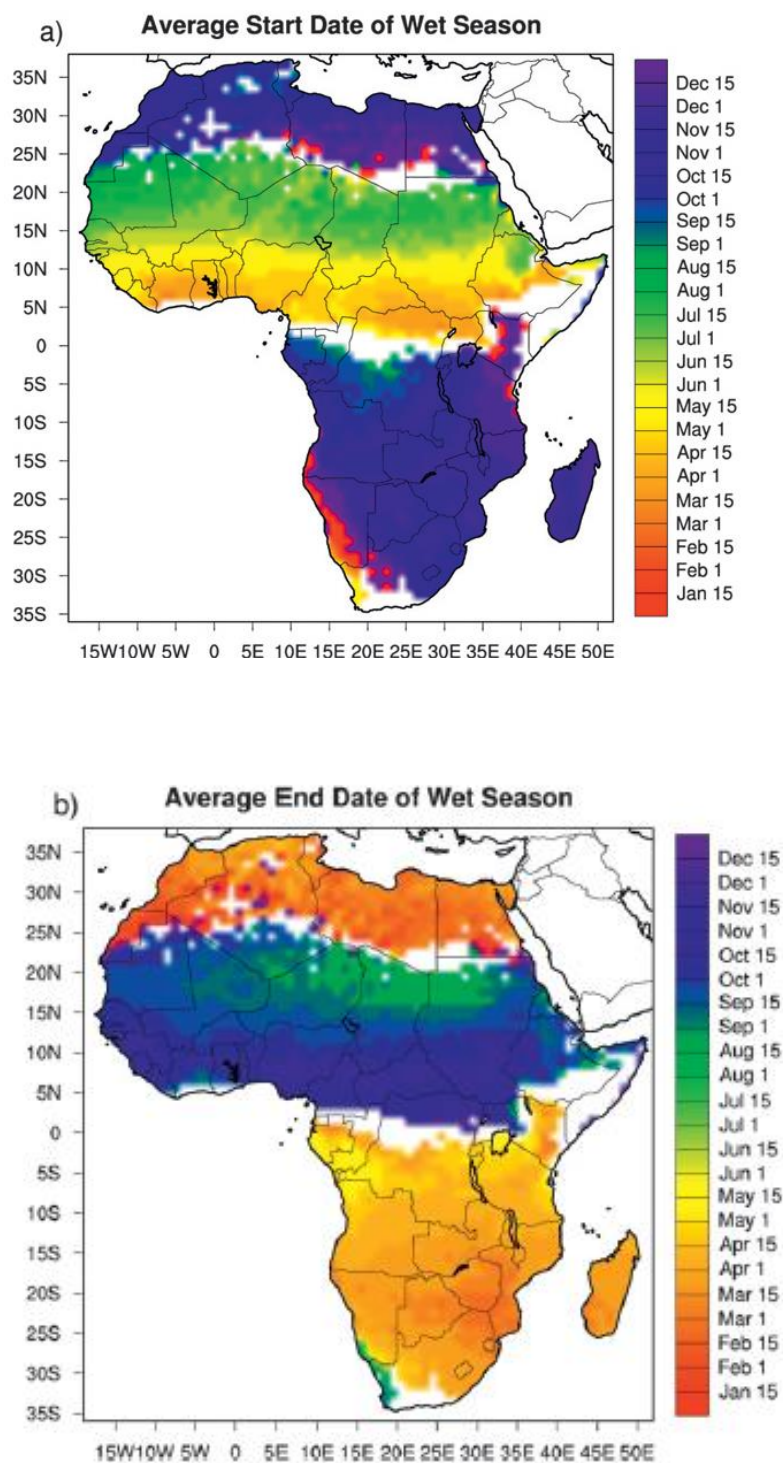 a)
Average Start Date of Wet Season
35N
30N
25N
20N
15N
10N
5N
0
5S
10S
15S
20S
25S
30S
35S
15W10W 5W 0 5E 10E 15E 20E 25E 30E 35E 40E 45E 50E
Dec 15
Dec 1
Nov 15
Nov 1
Oct 15
Oct 1
Sep 15
Sep 1
Aug 15
Aug 1
Jul 15
Jul 1
Jun 15
Jun 1
May 15
May 1
Apr 15
Apr 1
Mar 15
Mar 1
Feb 15
Feb 1
Jan 15
b)
Average End Date of Wet Season
35N
30N
25N
20N
15N
10N
5N
0
5S
10S
15S
20S
25S
30S
35S
15W10W 5W 0 5E 10E 15E 20E 25E 30E 35E 40E 45E 50E
Dec 15
Dec 1
Nov 15
Nov 1
Oct 15
Oct 1
Sep 15
Sep 1
Aug 15
Aug 1
Jul 15
Jul 1
Jun 15
Jun 1
May 15
May 1
Apr 15
Apr 1
Mar 15
Mar 1
Feb 15
Feb 1
Jan 15